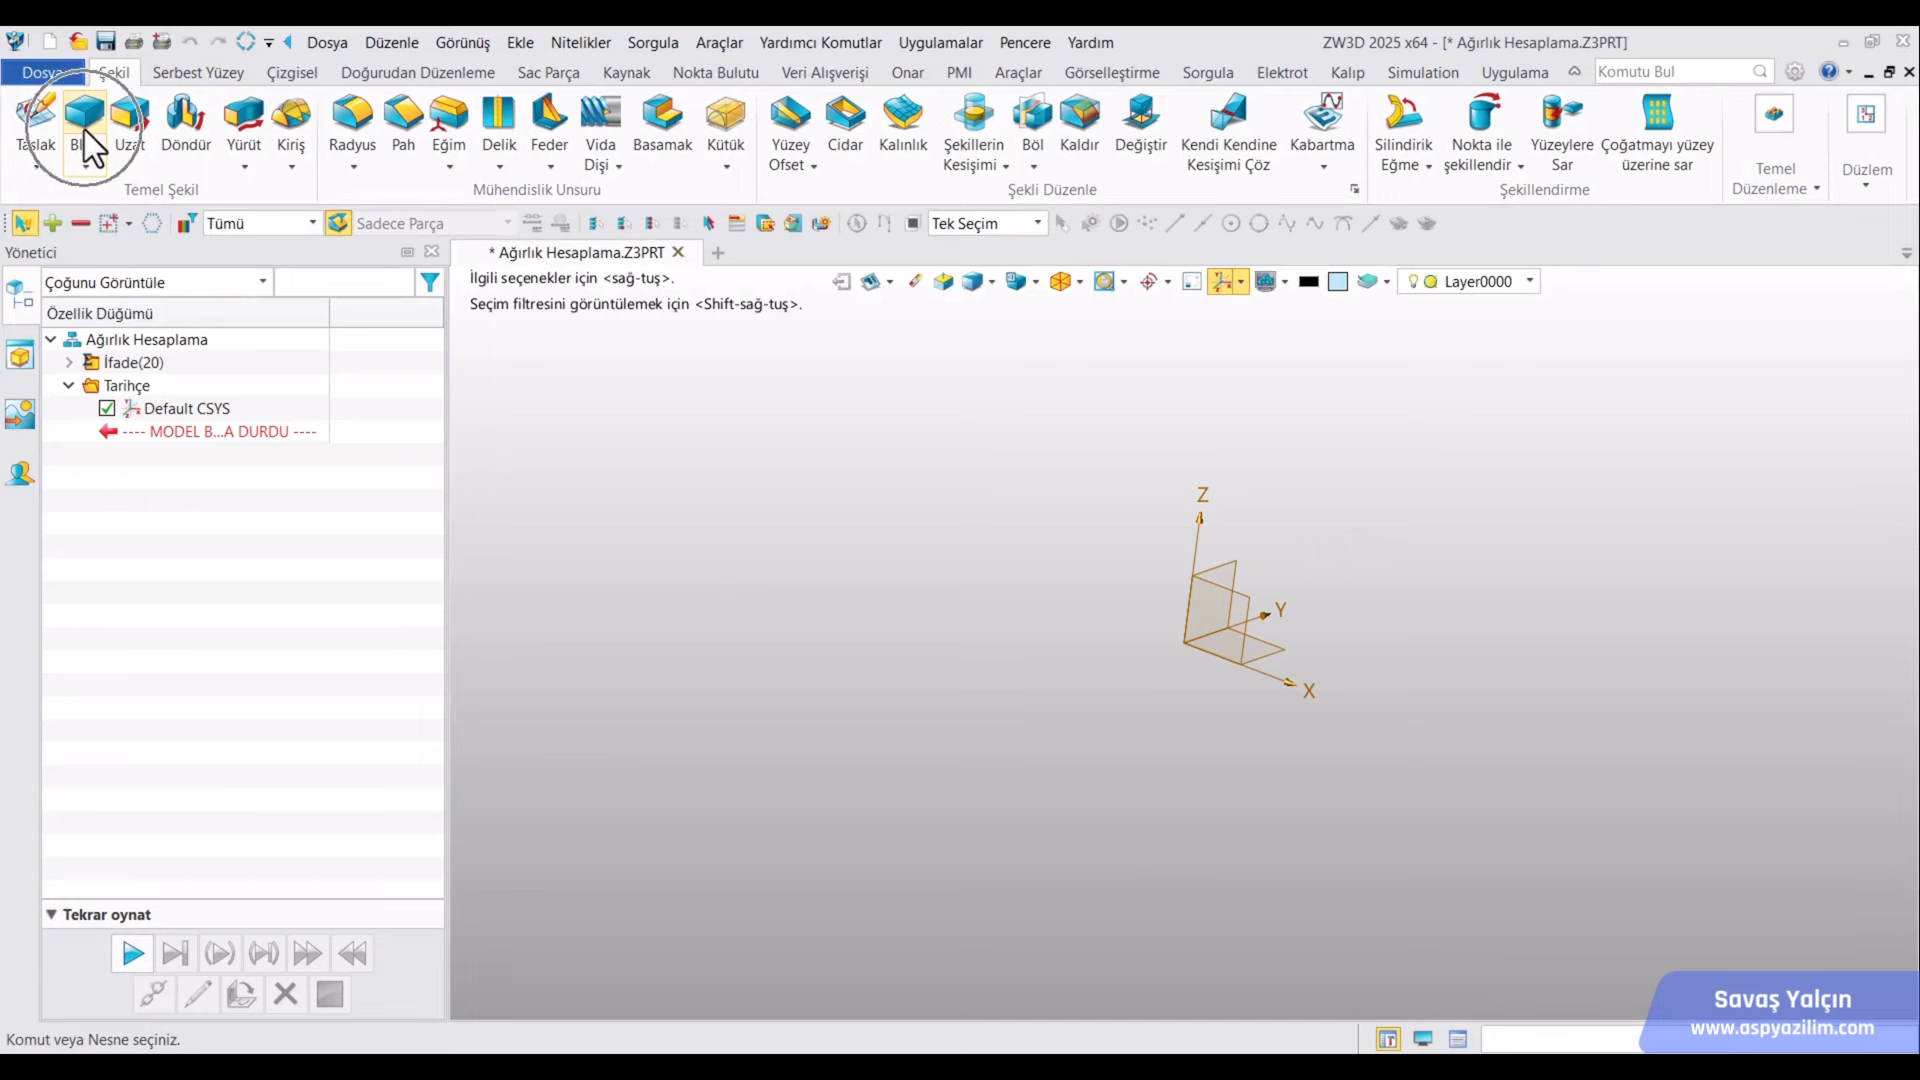 Dosya Düzenle Görünüş Ekle Nitelikler Sorgula Araçlar Yardımcı Komutlar Uygulamalar Pencere Yardım ZW3D 2025 x64 - [* Ağırlık Hesaplama.Z3PRT]
Dosya Şekil Serbest Yüzey Çizgisel Doğurudan Düzenleme Sac Parça Kaynak Nokta Bulutu Veri Alışverişi Onar PMI Araçlar Görselleştirme Sorgula Elektrot Kalıp Simulation Uygulama Komutu Bul
Taslak Uzat Döndür Yürüt Kiriş Radyus Pah Eğim Delik Feder Vida Dişi Basamak Kütük Yüzey Ofset Cidar Kalınlık Şekillerin Kesişimi Böl Kaldır Değiştir Kendi Kendine Kesişimi Çöz Kabartma Silindirik Eğme Nokta ile şekillendir Yüzeylere Sar Çoğatmayı yüzey üzerine sar Temel Düzenleme Düzlem
Temel Şekil Mühendislik Unsuru Şekli Düzenle Şekillendirme
Tümü Sadece Parça Tek Seçim
Yönetici * Ağırlık Hesaplama.Z3PRT
İlgili seçenekler için <sağ-tuş>.
Çoğunu Görüntüle Layer0000
Seçim filtresini görüntülemek için <Shift-sağ-tuş>.
Özellik Düğümü
Ağırlık Hesaplama
İfade(20)
Tarihçe
Default CSYS
---- MODEL B...A DURDU ----
Z
Y
X
Tekrar oynat
Savaş Yalçın
www.aspyazilim.com
Komut veya Nesne seçiniz.